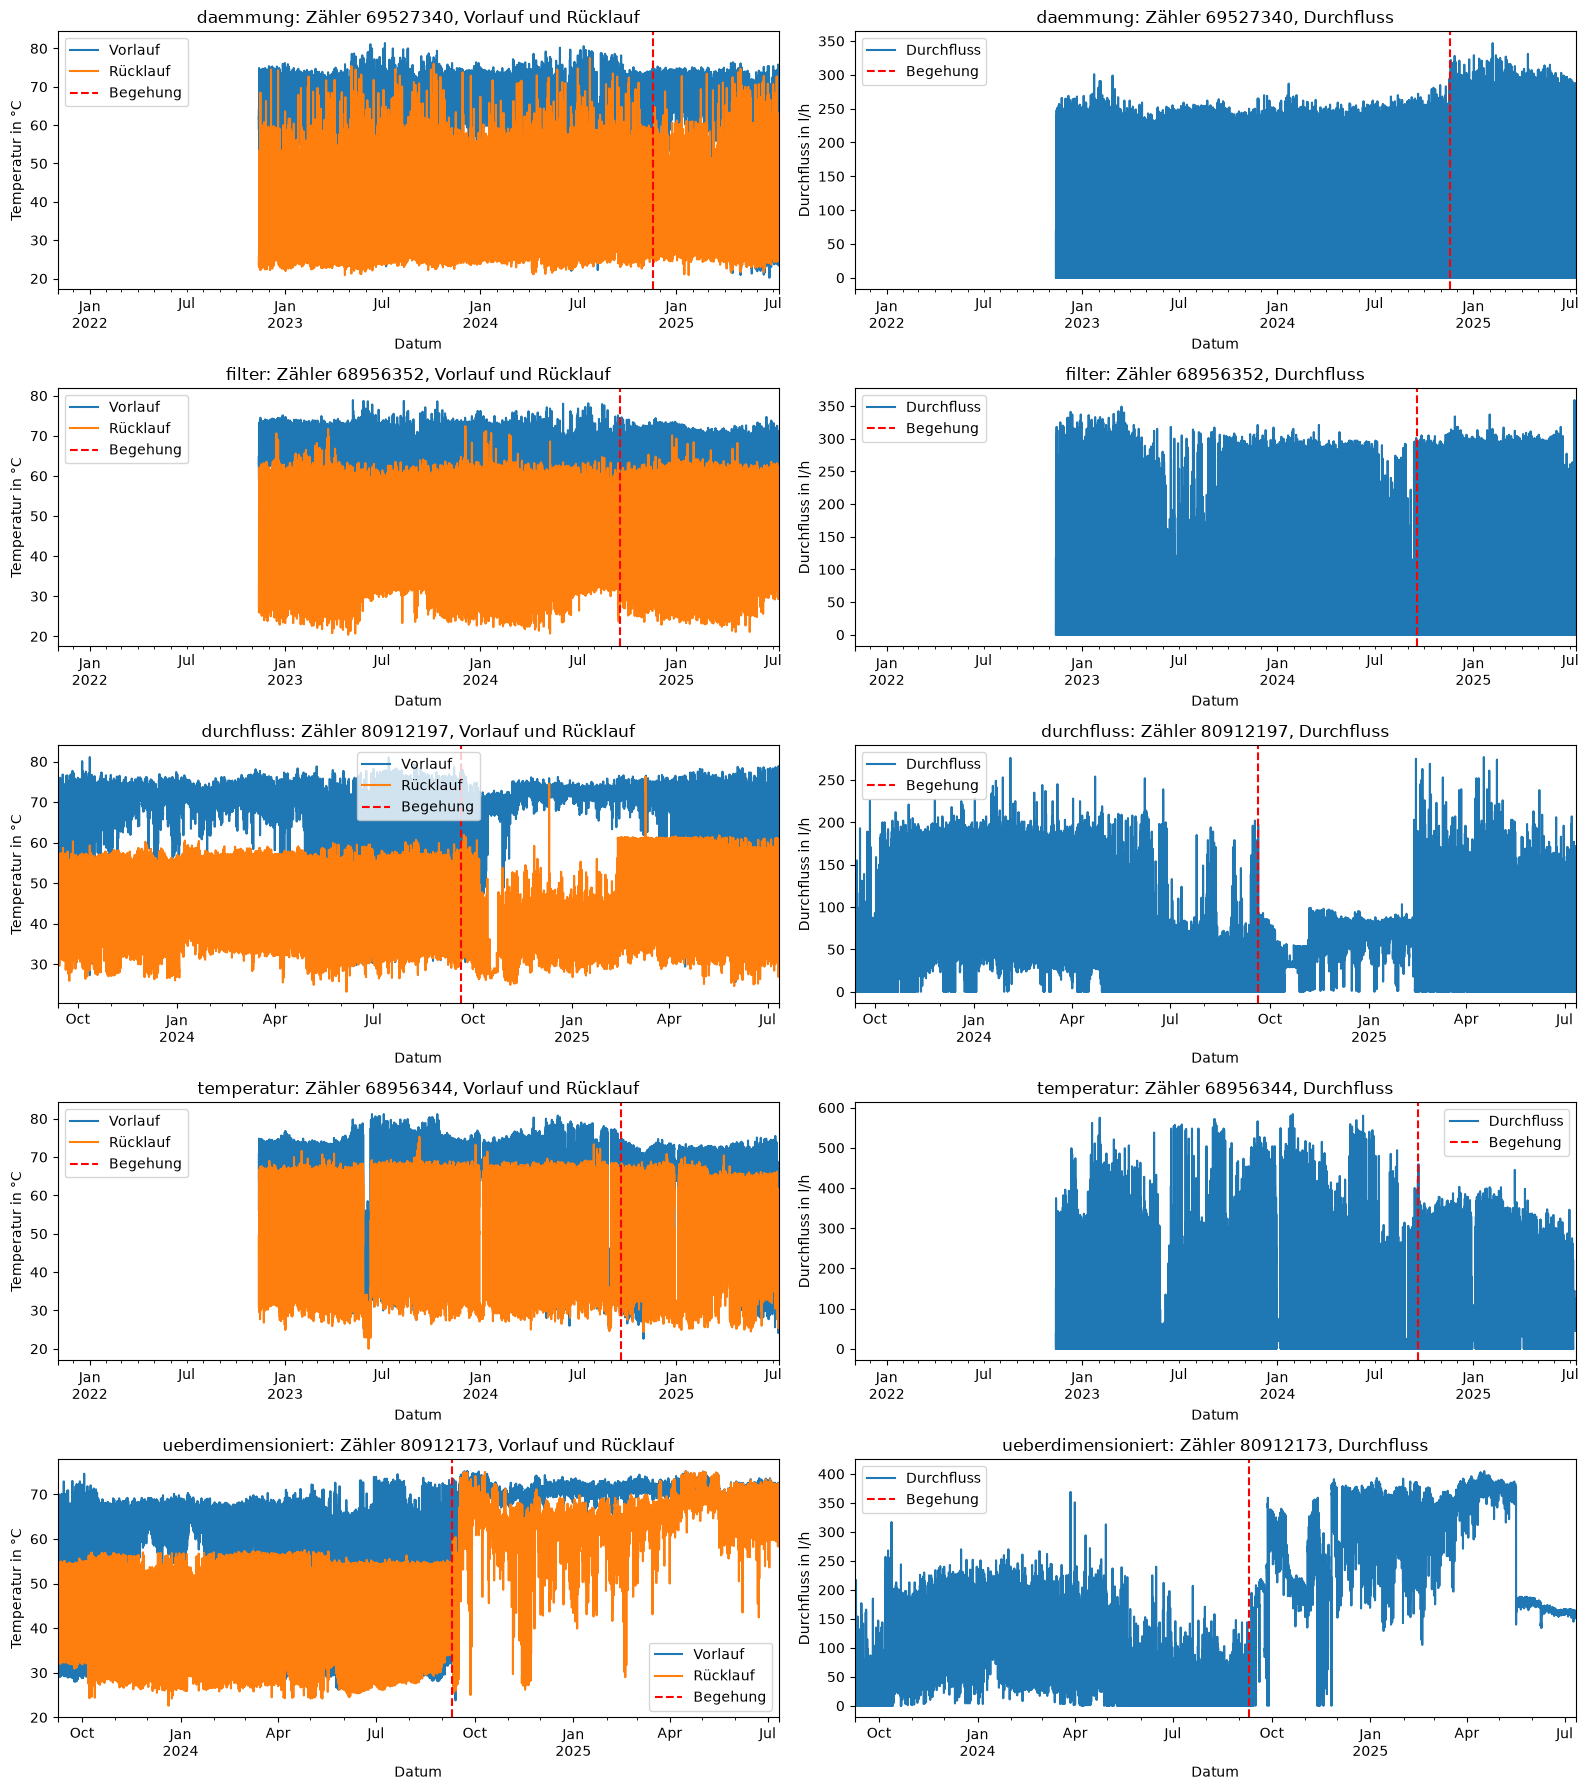 daemmung: Zähler 69527340, Vorlauf und Rücklauf
Temperatur in °C
80
70
60
50
40
30
20
Vorlauf
Rücklauf
Begehung
Jan
2022
Jul
Jan
2023
Jul
Jan
2024
Jul
Jan
2025
Jul
Datum
daemmung: Zähler 69527340, Durchfluss
Durchfluss in l/h
350
300
250
200
150
100
50
0
Durchfluss
Begehung
Jan
2022
Jul
Jan
2023
Jul
Jan
2024
Jul
Jan
2025
Jul
Datum
filter: Zähler 68956352, Vorlauf und Rücklauf
Temperatur in °C
80
70
60
50
40
30
20
Vorlauf
Rücklauf
Begehung
Jan
2022
Jul
Jan
2023
Jul
Jan
2024
Jul
Jan
2025
Jul
Datum
filter: Zähler 68956352, Durchfluss
Durchfluss in l/h
350
300
250
200
150
100
50
0
Durchfluss
Begehung
Jan
2022
Jul
Jan
2023
Jul
Jan
2024
Jul
Jan
2025
Jul
Datum
durchfluss: Zähler 80912197, Vorlauf und Rücklauf
Temperatur in °C
80
70
60
50
40
30
Vorlauf
Rücklauf
Begehung
Oct
Jan
2024
Apr
Jul
Oct
Jan
2025
Apr
Jul
Datum
durchfluss: Zähler 80912197, Durchfluss
Durchfluss in l/h
250
200
150
100
50
0
Durchfluss
Begehung
Oct
Jan
2024
Apr
Jul
Oct
Jan
2025
Apr
Jul
Datum
temperatur: Zähler 68956344, Vorlauf und Rücklauf
Temperatur in °C
80
70
60
50
40
30
20
Vorlauf
Rücklauf
Begehung
Jan
2022
Jul
Jan
2023
Jul
Jan
2024
Jul
Jan
2025
Jul
Datum
temperatur: Zähler 68956344, Durchfluss
Durchfluss in l/h
600
500
400
300
200
100
0
Durchfluss
Begehung
Jan
2022
Jul
Jan
2023
Jul
Jan
2024
Jul
Jan
2025
Jul
Datum
ueberdimensioniert: Zähler 80912173, Vorlauf und Rücklauf
Temperatur in °C
70
60
50
40
30
20
Vorlauf
Rücklauf
Begehung
Oct
Jan
2024
Apr
Jul
Oct
Jan
2025
Apr
Jul
Datum
ueberdimensioniert: Zähler 80912173, Durchfluss
Durchfluss in l/h
400
350
300
250
200
150
100
50
0
Durchfluss
Begehung
Oct
Jan
2024
Apr
Jul
Oct
Jan
2025
Apr
Jul
Datum